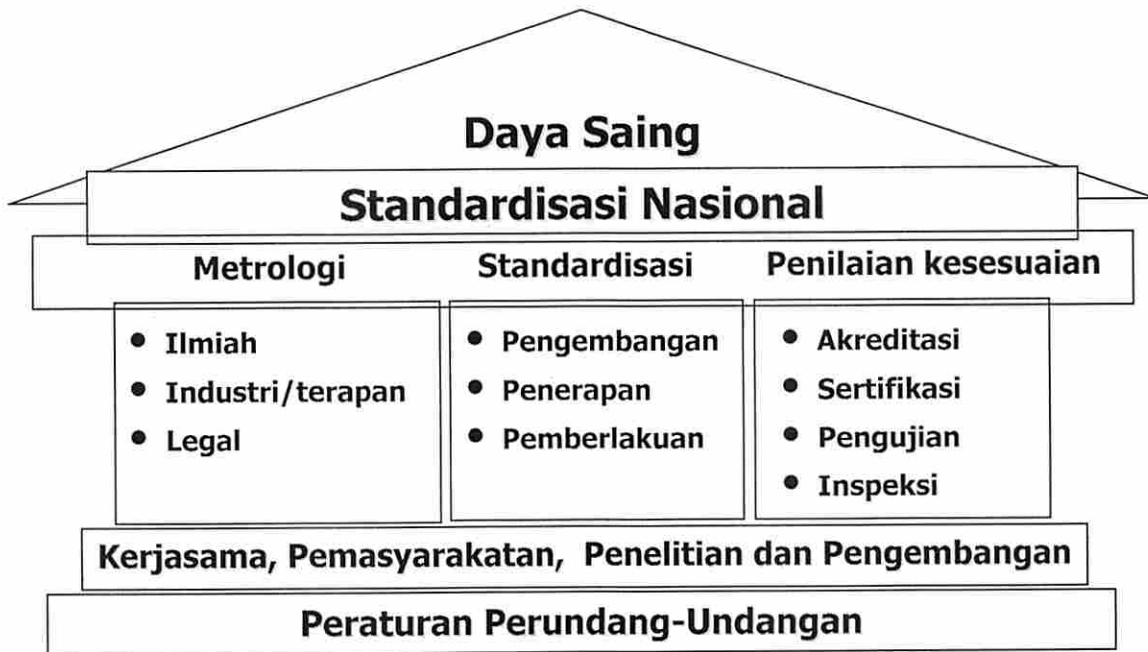 Daya Saing
Standardisasi Nasional
Metrologi Standardisasi Penilaian kesesuaian
• Ilmiah
• Industri/terapan
• Legal
• Pengembangan
• Penerapan
• Pemberlakuan
• Akreditasi
• Sertifikasi
• Pengujian
• Inspeksi
Kerjasama, Pemasyarakatan, Penelitian dan Pengembangan
Peraturan Perundang-Undangan